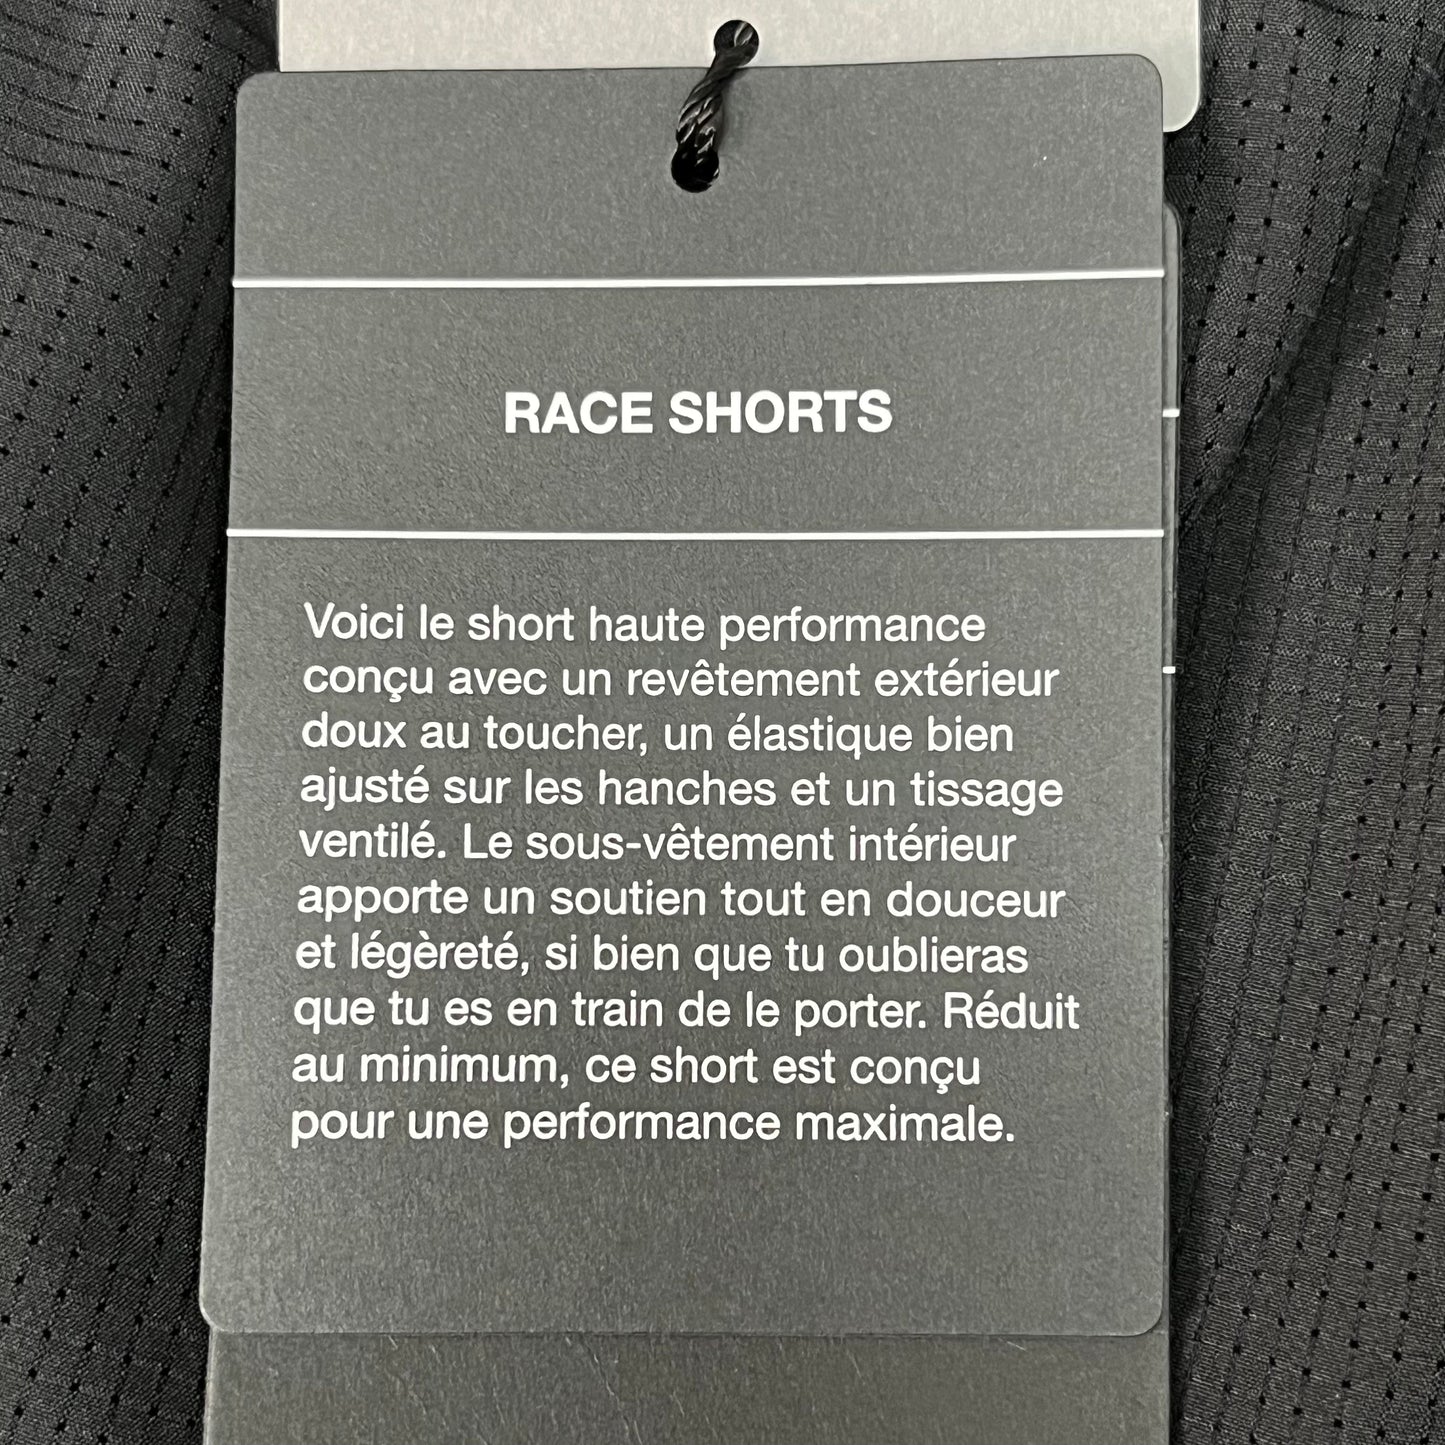 RACE SHORTS
Voici le short haute performance
conçu avec un revêtement extérieur
doux au toucher, un élastique bien
ajusté sur les hanches et un tissage
ventilé. Le sous-vêtement intérieur
apporte un soutien tout en douceur
et légèreté, si bien que tu oublieras
que tu es en train de le porter. Réduit
au minimum, ce short est conçu
pour une performance maximale.